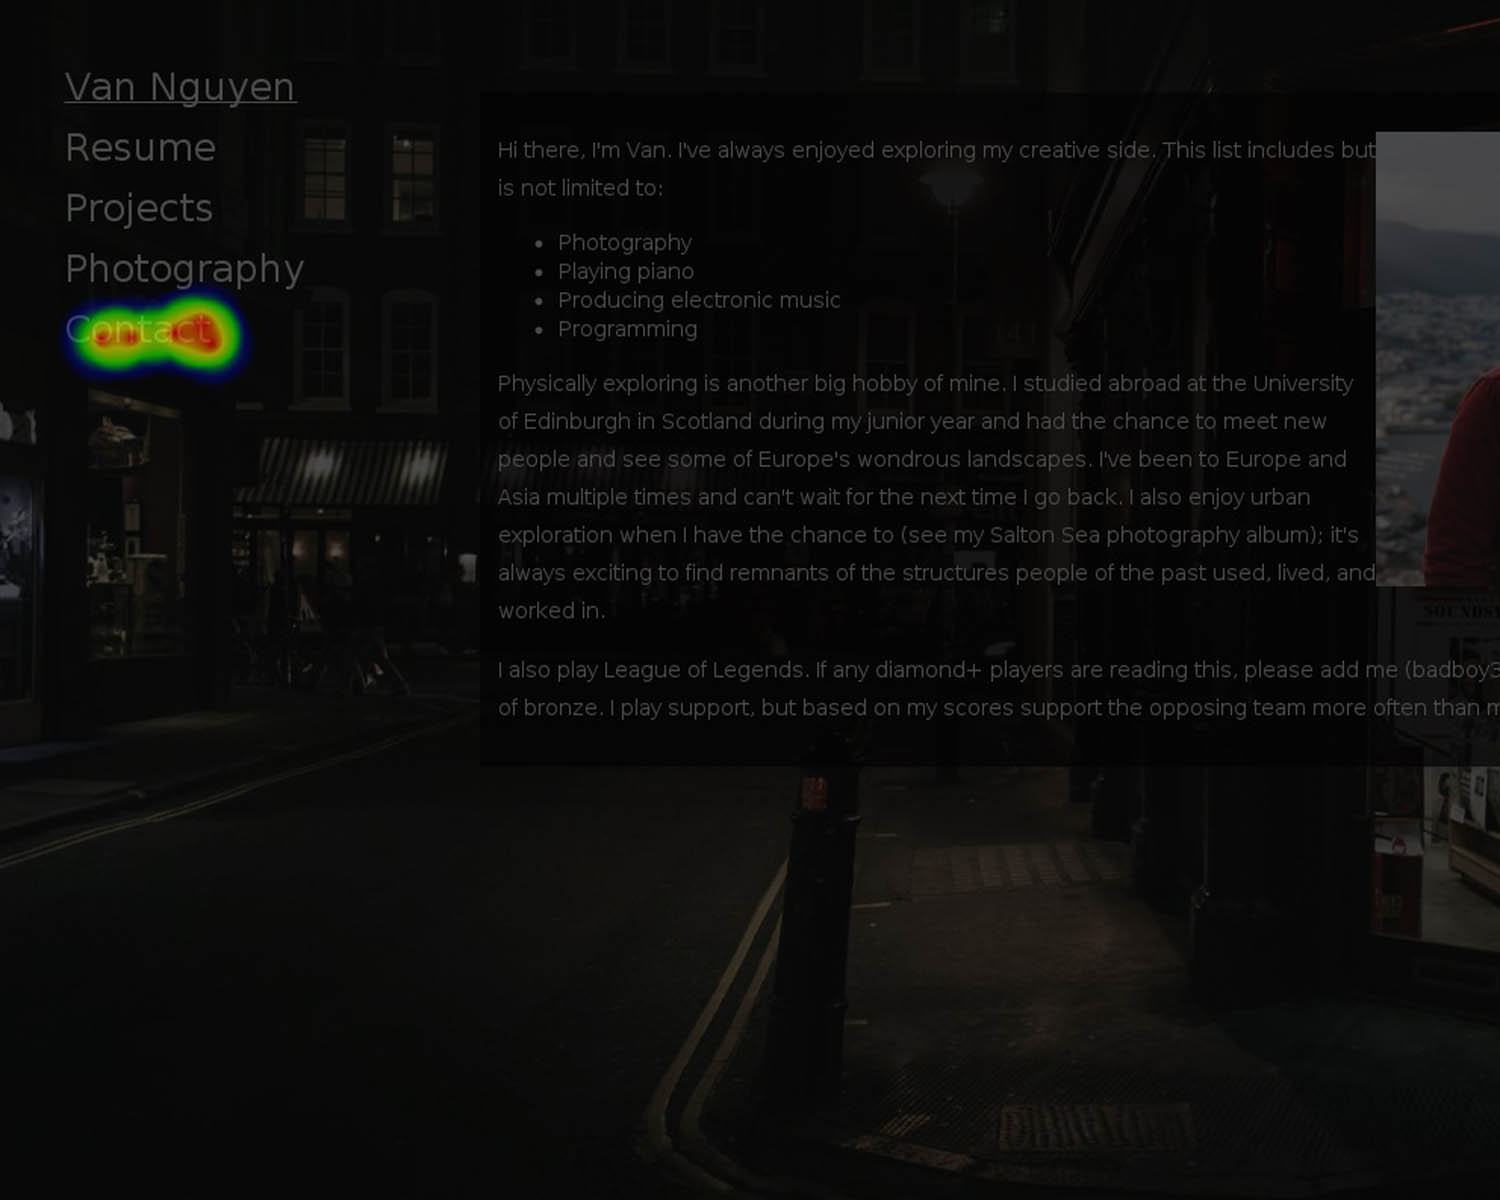 Van Nguyen
Resume
Projects
Photography
Contact
Hi there, I'm Van. I've always enjoyed exploring my creative side. This list includes but
is not limited to:
• Photography
• Playing piano
• Producing electronic music
• Programming
Physically exploring is another big hobby of mine. I studied abroad at the University
of Edinburgh in Scotland during my junior year and had the chance to meet new
people and see some of Europe's wondrous landscapes. I've been to Europe and
Asia multiple times and can't wait for the next time I go back. I also enjoy urban
exploration when I have the chance to (see my Salton Sea photography album); it's
always exciting to find remnants of the structures people of the past used, lived, and
worked in.
I also play League of Legends. If any diamond+ players are reading this, please add me
of bronze. I play support, but based on my scores support the opposing team more often than